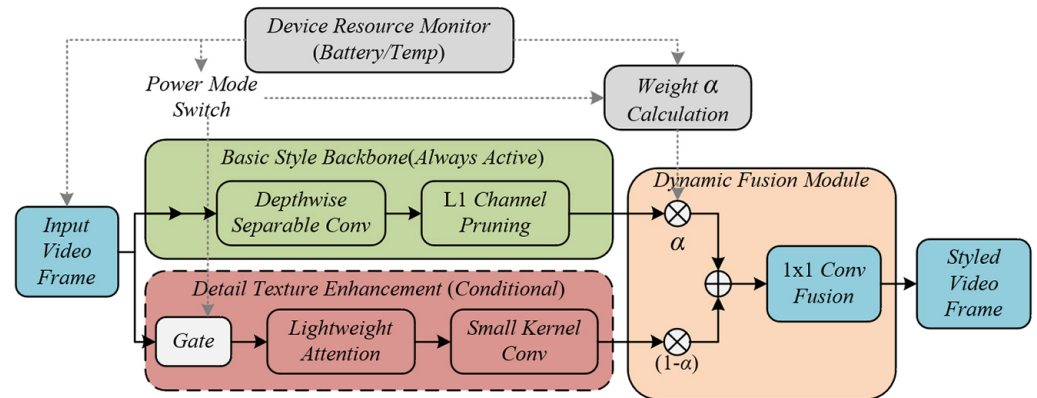 Device Resource Monitor
(Battery/Temp)
Power Mode
Switch
Weight α
Calculation
Basic Style Backbone(Always Active)
Depthwise
Separable Conv
L1 Channel
Pruning
Dynamic Fusion Module
α
Input
Video
Frame
1x1 Conv
Fusion
Styled
Video
Frame
Detail Texture Enhancement (Conditional)
Gate
Lightweight
Attention
Small Kernel
Conv
(1-α)